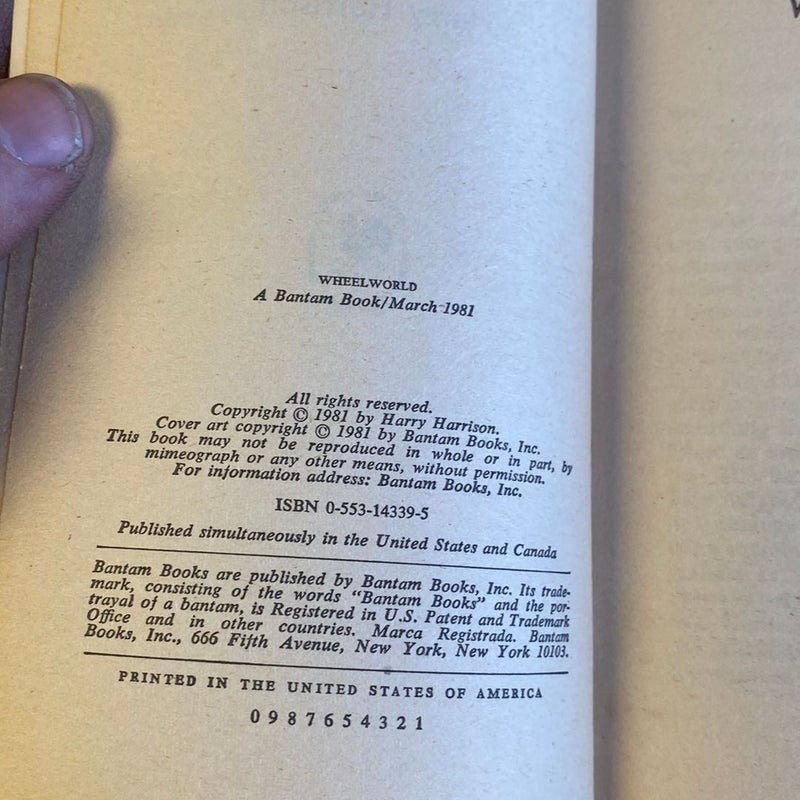 WHEELWORLD
A Bantam Book/March 1981
All rights reserved.
Copyright © 1981 by Harry Harrison.
Cover art copyright © 1981 by Bantam Books, Inc.
This book may not be reproduced in whole or in part, by
mimeograph or any other means, without permission.
For information address: Bantam Books, Inc.
ISBN 0-553-14339-5
Published simultaneously in the United States and Canada
Bantam Books are published by Bantam Books, Inc. Its trade-
mark, consisting of the words "Bantam Books" and the por-
trayal of a bantam, is Registered in U.S. Patent and Trademark
Office and in other countries. Marca Registrada. Bantam
Books, Inc., 666 Fifth Avenue, New York, New York 10103.
PRINTED IN THE UNITED STATES OF AMERICA
0 9 8 7 6 5 4 3 2 1